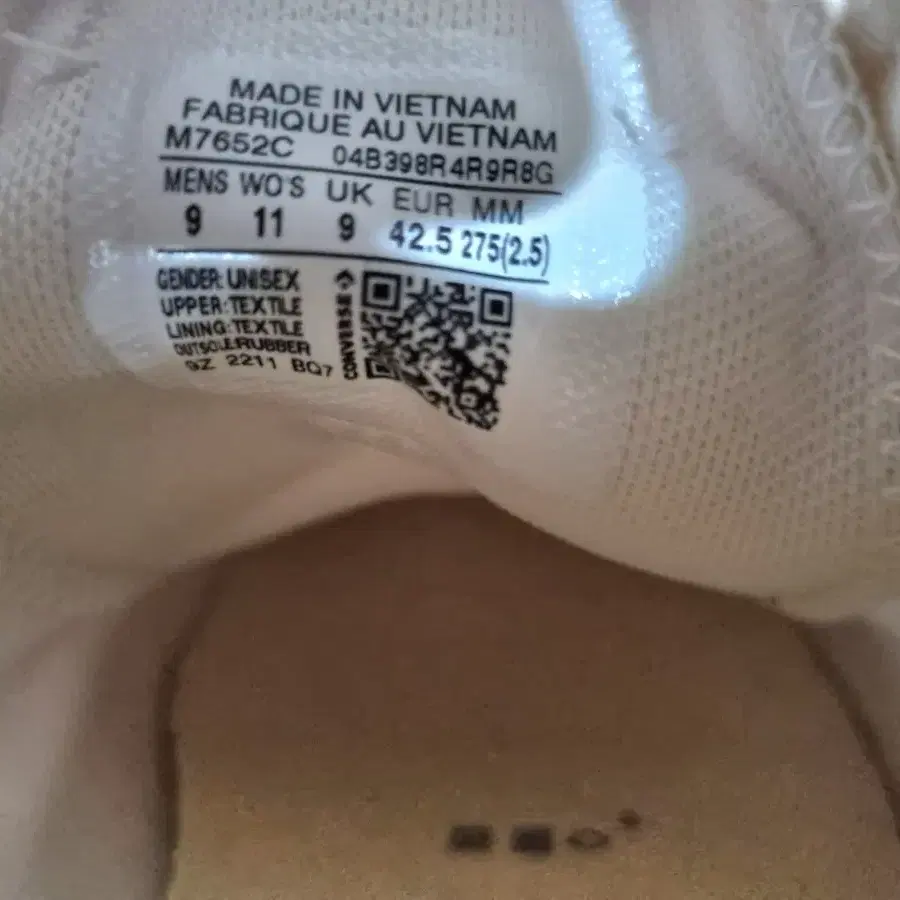 MADE IN VIETNAM
FABRIQUE AU VIETNAM
M7652C 04B398R4R9R8G
MENS WO'S UK EUR MM
9 11 9 42.5 275(2.5)
GENDER: UNISEX
UPPER: TEXTILE
LINING: TEXTILE
OUTSOLE:RUBBER
9Z 2211 BQ7
CONVERSE